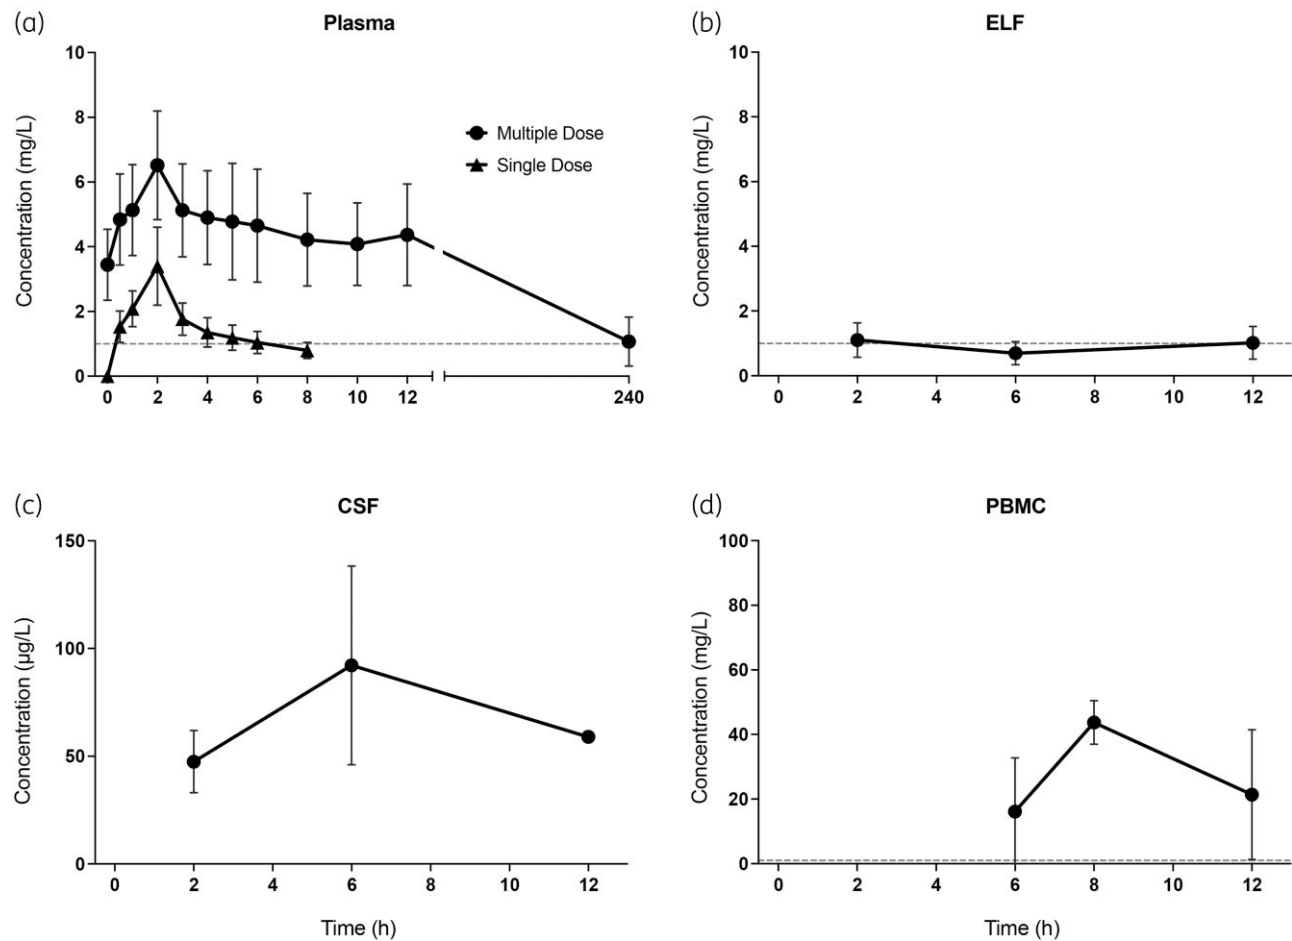 (a)
Plasma
Concentration (mg/L)
10
8
6
4
2
0
Multiple Dose
Single Dose
0 2 4 6 8 10 12 240
(b)
ELF
Concentration (mg/L)
10
8
6
4
2
0
0 2 4 6 8 10 12
(c)
CSF
Concentration (µg/L)
150
100
50
0
0 2 4 6 8 10 12
Time (h)
(d)
PBMC
Concentration (mg/L)
100
80
60
40
20
0
0 2 4 6 8 10 12
Time (h)